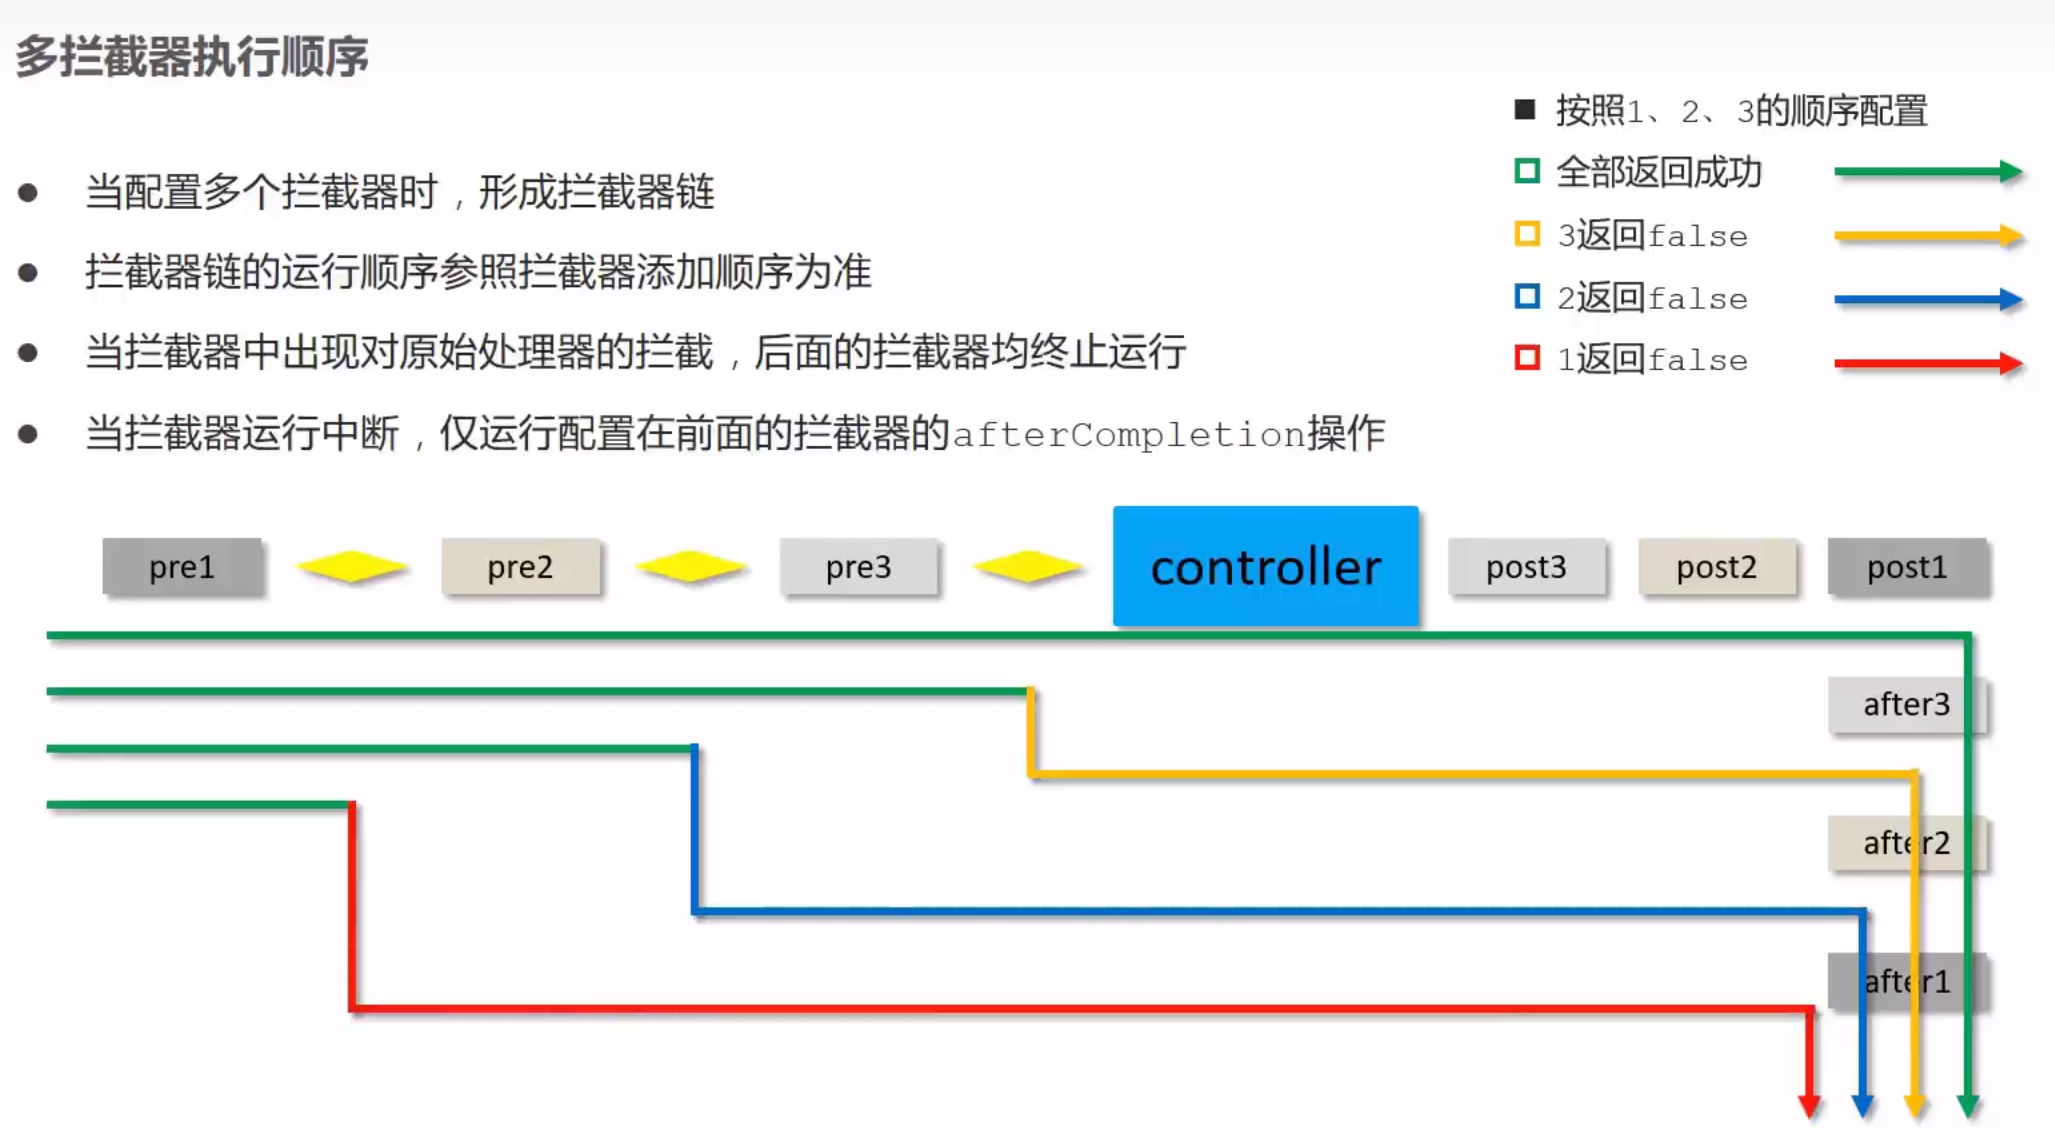 多拦截器执行顺序
当配置多个拦截器时，形成拦截器链
拦截器链的运行顺序参照拦截器添加顺序为准
当拦截器中出现对原始处理器的拦截，后面的拦截器均终止运行
当拦截器运行中断，仅运行配置在前面的拦截器的afterCompletion操作
按照1、2、3的顺序配置
全部返回成功
3返回false
2返回false
1返回false
pre1 pre2 pre3 controller post3 post2 post1
after3
after2
after1